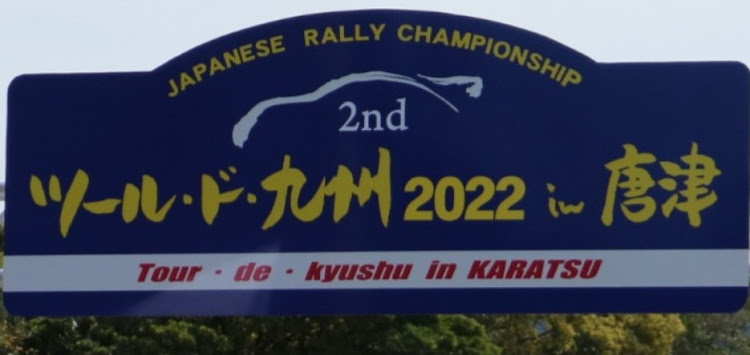 JAPANESE RALLY CHAMPIONSHIP
2nd
ツール・ド・九州 2022 in 唐津
Tour・de・kyushu in KARATSU